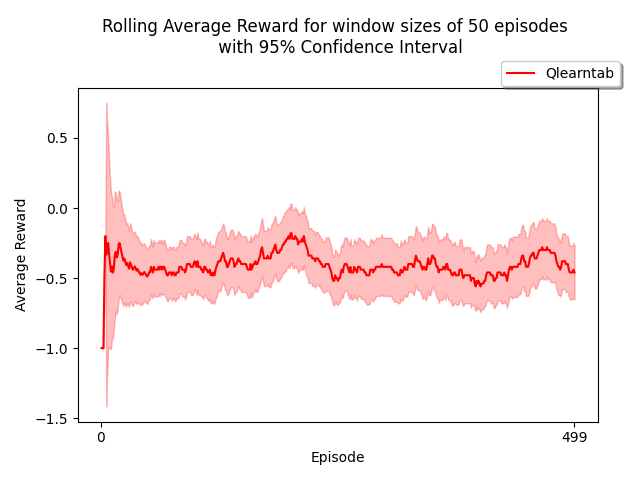 Rolling Average Reward for window sizes of 50 episodes
with 95% Confidence Interval
Qlearntab
0.5
0.0
−0.5
−1.0
−1.5
Average Reward
0
499
Episode